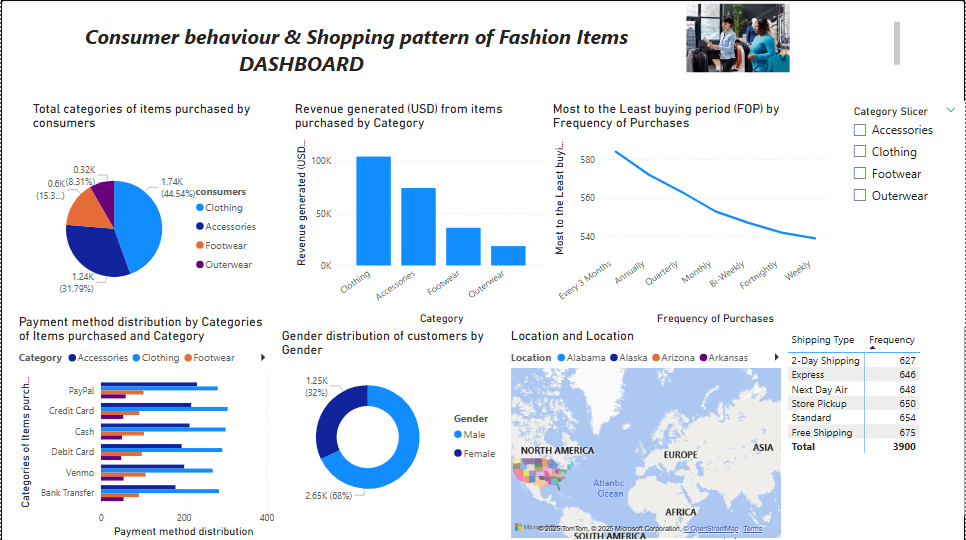 Consumer behaviour & Shopping pattern of Fashion Items
DASHBOARD
Total categories of items purchased by
consumers
0.32K
(8.31%)
0.6K
(15.3...)
1.74K
(44.54%)
1.24K
(31.79%)
consumers
Clothing
Accessories
Footwear
Outerwear
Revenue generated (USD) from items
purchased by Category
Revenue generated (USD...
100K
50K
0K
Clothing
Accessories
Footwear
Outerwear
Category
Most to the Least buying period (FOP) by
Frequency of Purchases
Most to the Least buyi...
580
560
540
Every 3 Months
Annually
Quarterly
Monthly
Bi-Weekly
Fortnightly
Weekly
Frequency of Purchases
Category Slicer
Accessories
Clothing
Footwear
Outerwear
Payment method distribution by Categories
of Items purchased and Category
Category Accessories Clothing Footwear
Categories of Items purch...
PayPal
Credit Card
Cash
Debit Card
Venmo
Bank Transfer
0 200 400
Payment method distribution
Gender distribution of customers by
Gender
1.25K
(32%)
2.65K (68%)
Gender
Male
Female
Location and Location
Location Alabama Alaska Arizona Arkansas
NORTH AMERICA
EUROPE
ASIA
Atlantic
Ocean
AFRICA
SOUTH AMERICA
© 2025 TomTom, © 2025 Microsoft Corporation, © OpenStreetMap Terms
Shipping Type Frequency
2-Day Shipping 627
Express 646
Next Day Air 648
Store Pickup 650
Standard 654
Free Shipping 675
Total 3900